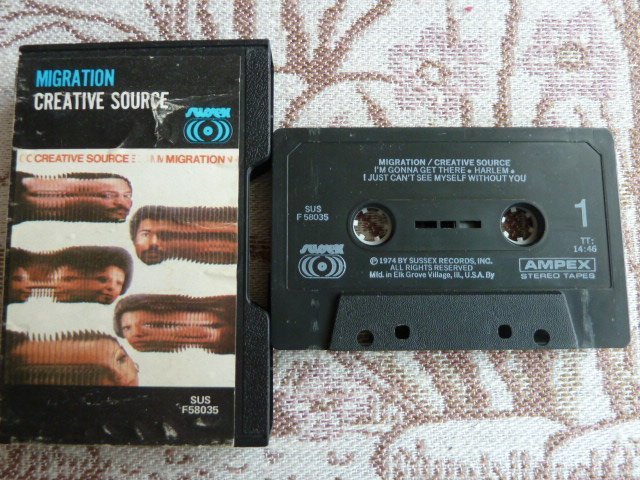 MIGRATION
CREATIVE SOURCE
SUSSEX
CREATIVE SOURCE
MIGRATION
SUS
F58035
MIGRATION / CREATIVE SOURCE
I'M GONNA GET THERE • HARLEM •
I JUST CAN'T SEE MYSELF WITHOUT YOU
SUS
F 58035
1
TT:
14:46
SUSSEX
℗ 1974 BY SUSSEX RECORDS, INC.
ALL RIGHTS RESERVED
Mfd. in Elk Grove Village, Ill., U.S.A. By
AMPEX
STEREO TAPES